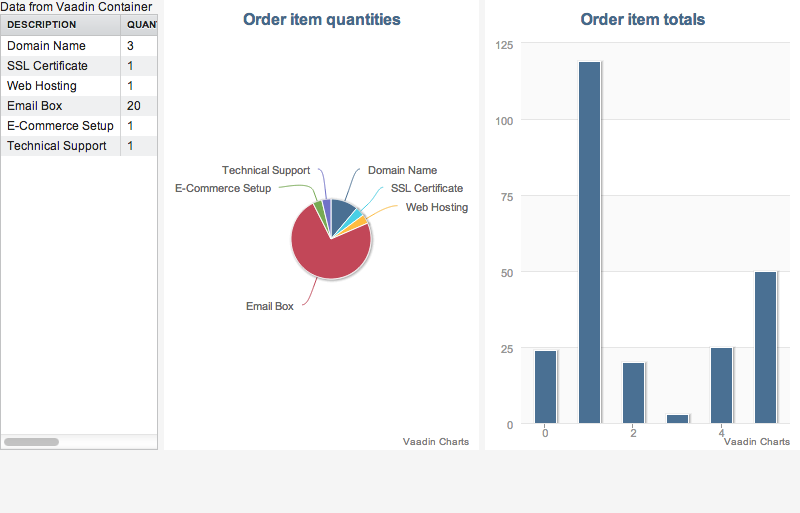 Data from Vaadin Container
DESCRIPTION QUANT
Domain Name 3
SSL Certificate 1
Web Hosting 1
Email Box 20
E-Commerce Setup 1
Technical Support 1
Order item quantities
Technical Support
Domain Name
E-Commerce Setup
SSL Certificate
Web Hosting
Email Box
Vaadin Charts
Order item totals
125
100
75
50
25
0
0 2 4
Vaadin Charts